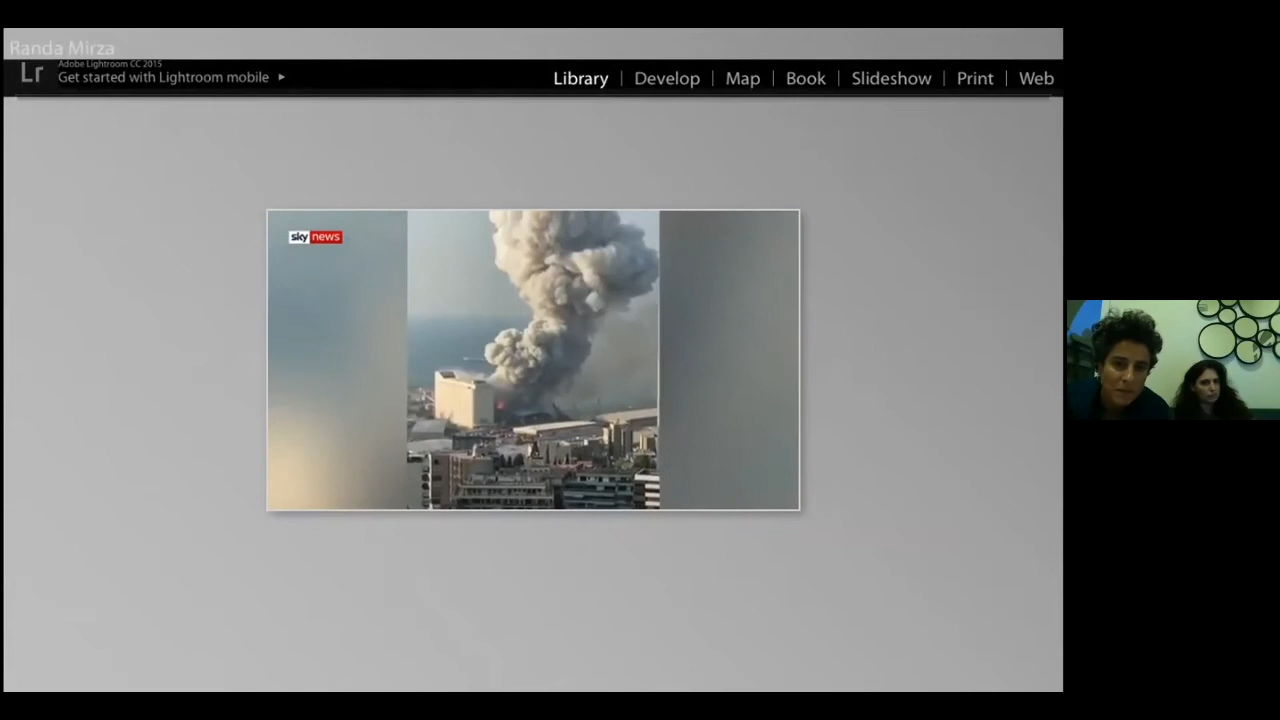 Randa Mirza
Lr
Adobe Lightroom CC 2015
Get started with Lightroom mobile
Library | Develop | Map | Book | Slideshow | Print | Web
sky news